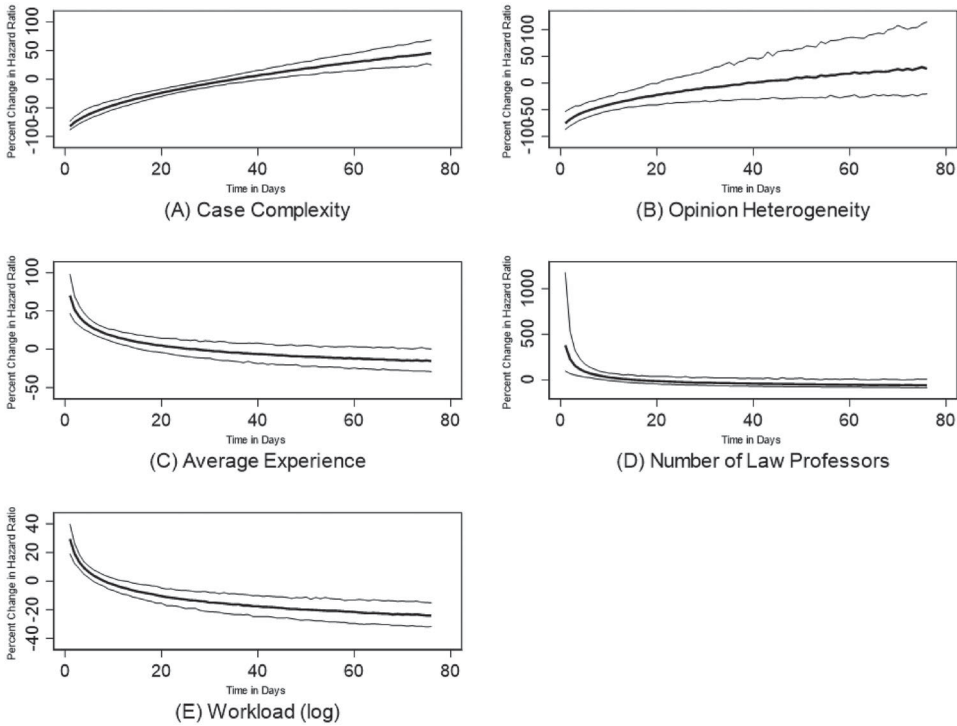 Percent Change in Hazard Ratio
-100 -50 0 50 100
0 20 40 60 80
Time in Days
(A) Case Complexity
Percent Change in Hazard Ratio
-100 -50 0 50 100
0 20 40 60 80
Time in Days
(B) Opinion Heterogeneity
Percent Change in Hazard Ratio
-50 0 50 100
0 20 40 60 80
Time in Days
(C) Average Experience
Percent Change in Hazard Ratio
0 500 1000
0 20 40 60 80
Time in Days
(D) Number of Law Professors
Percent Change in Hazard Ratio
-40 -20 0 20 40
0 20 40 60 80
Time in Days
(E) Workload (log)